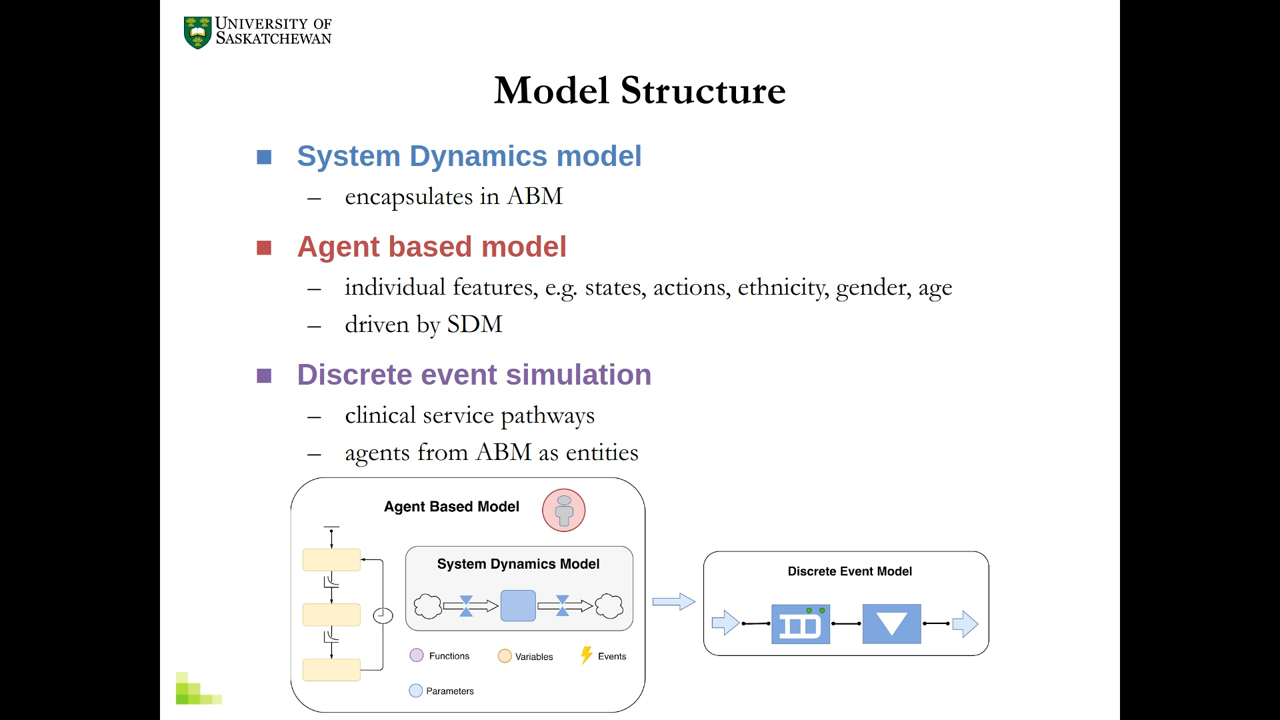 UNIVERSITY OF
SASKATCHEWAN
Model Structure
System Dynamics model
– encapsulates in ABM
Agent based model
– individual features, e.g. states, actions, ethnicity, gender, age
– driven by SDM
Discrete event simulation
– clinical service pathways
– agents from ABM as entities
Agent Based Model
System Dynamics Model
Functions
Variables
Events
Parameters
Discrete Event Model